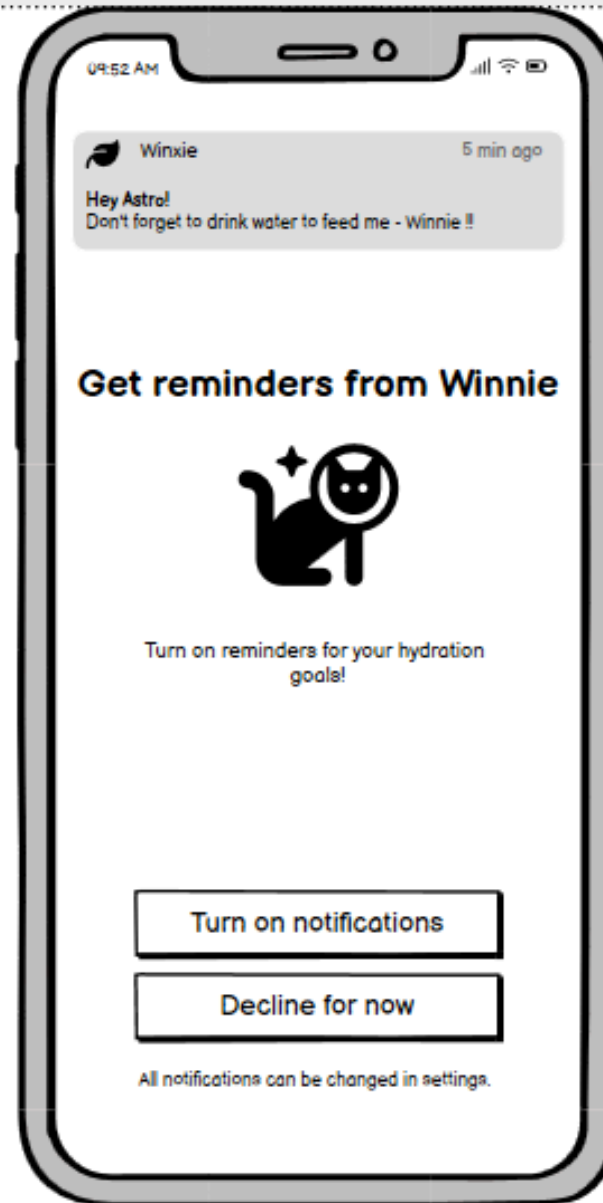 09:52 AM
Winxie
5 min ago
Hey Astro!
Don't forget to drink water to feed me - Winnie !!
Get reminders from Winnie
Turn on reminders for your hydration
goals!
Turn on notifications
Decline for now
All notifications can be changed in settings.